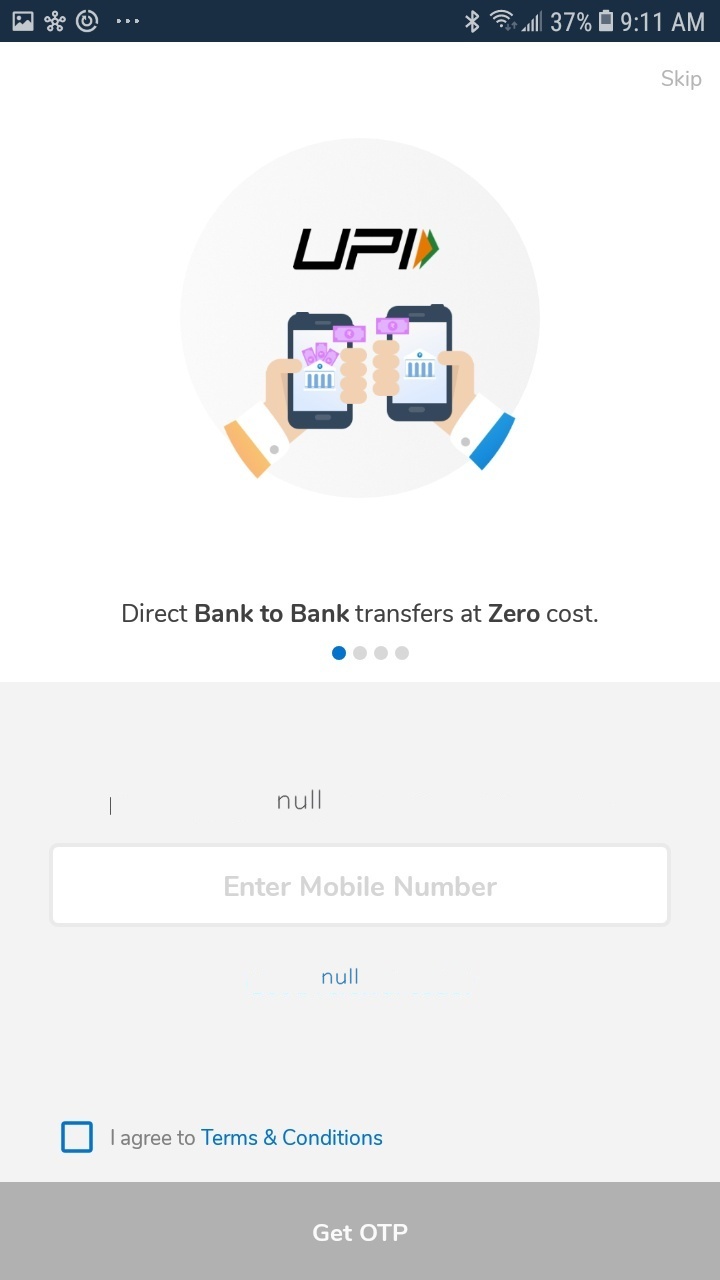 37% 9:11 AM
Skip
UPI
Direct Bank to Bank transfers at Zero cost.
null
Enter Mobile Number
null
I agree to Terms & Conditions
Get OTP